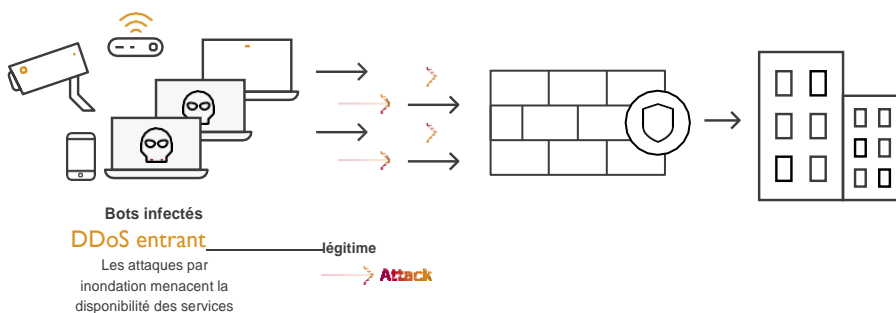 Bots infectés
DDoS entrant
légitime
Les attaques par
inondation menacent la
disponibilité des services
Attack